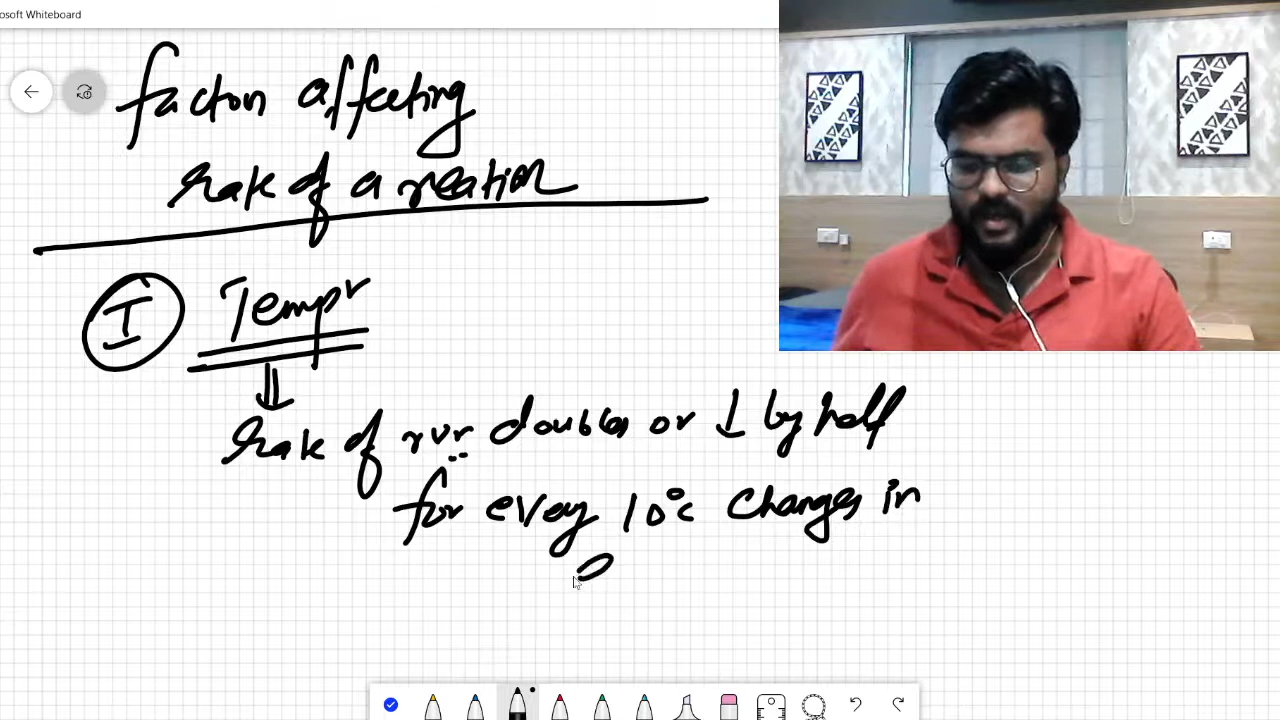 osoft Whiteboard
factors affecting
rate of a reaction
I Tempr
rate of rxn doubles or ↓ by half
for every 10°c changes in